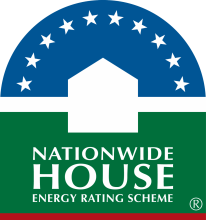 NATIONWIDE
HOUSE
ENERGY RATING SCHEME
®